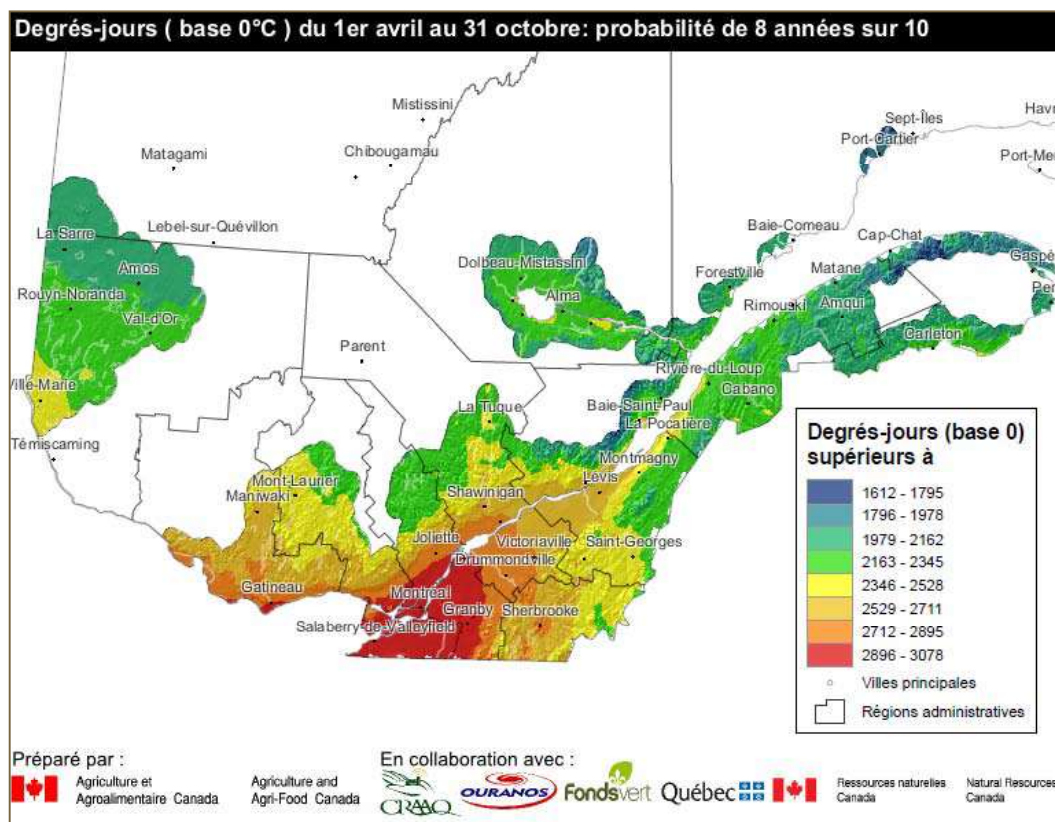 Degrés-jours ( base 0°C ) du 1er avril au 31 octobre: probabilité de 8 années sur 10
Mistissini
Sept-Îles
Havr
Port-Cartier
Matagami
Chibougamau
Port-Me
La Sarre
Lebel-sur-Quévillon
Baie-Comeau
Cap-Chat
Amos
Dolbeau-Mistassini
Forestville
Matane
Gaspé
Rouyn-Noranda
Alma
Rimouski
Amqui
Per
Val-d'Or
Carleton
Parent
Ville-Marie
Rivière-du-Loup
La Tuque
Baie-Saint-Paul
Cabano
La Pocatière
Témiscaming
Montmagny
Mont-Laurier
Lévis
Maniwaki
Shawinigan
Joliette
Victoriaville
Saint-Georges
Drummondville
Gatineau
Montréal
Granby
Sherbrooke
Salaberry-de-Valleyfield
Degrés-jours (base 0)
supérieurs à
1612 - 1795
1796 - 1978
1979 - 2162
2163 - 2345
2346 - 2528
2529 - 2711
2712 - 2895
2896 - 3078
Villes principales
Régions administratives
Préparé par :
En collaboration avec :
Agriculture et
Agroalimentaire Canada
Agriculture and
Agri-Food Canada
CRAAQ
OURANOS
Fondsvert
Québec
Ressources naturelles
Canada
Natural Resources
Canada